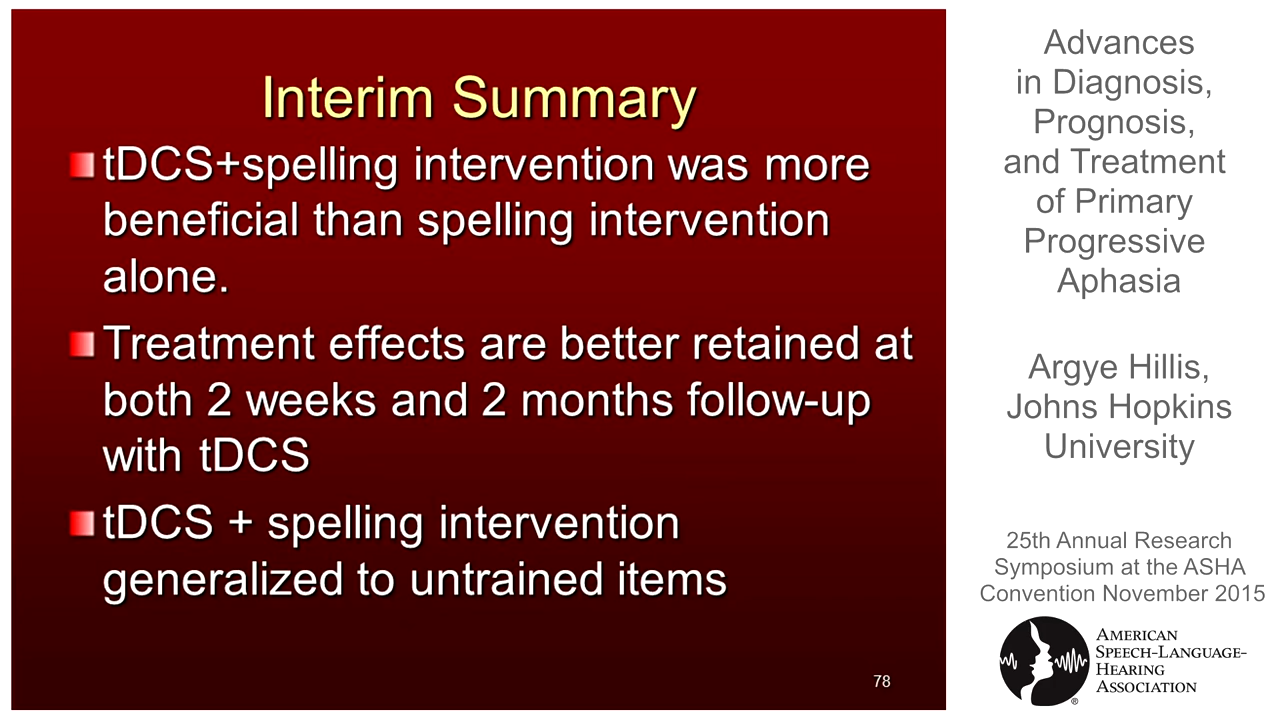 Interim Summary
tDCS+spelling intervention was more
beneficial than spelling intervention
alone.
Treatment effects are better retained at
both 2 weeks and 2 months follow-up
with tDCS
tDCS + spelling intervention
generalized to untrained items
78
Advances
in Diagnosis,
Prognosis,
and Treatment
of Primary
Progressive
Aphasia
Argye Hillis,
Johns Hopkins
University
25th Annual Research
Symposium at the ASHA
Convention November 2015
AMERICAN
SPEECH-LANGUAGE-
HEARING
ASSOCIATION
®